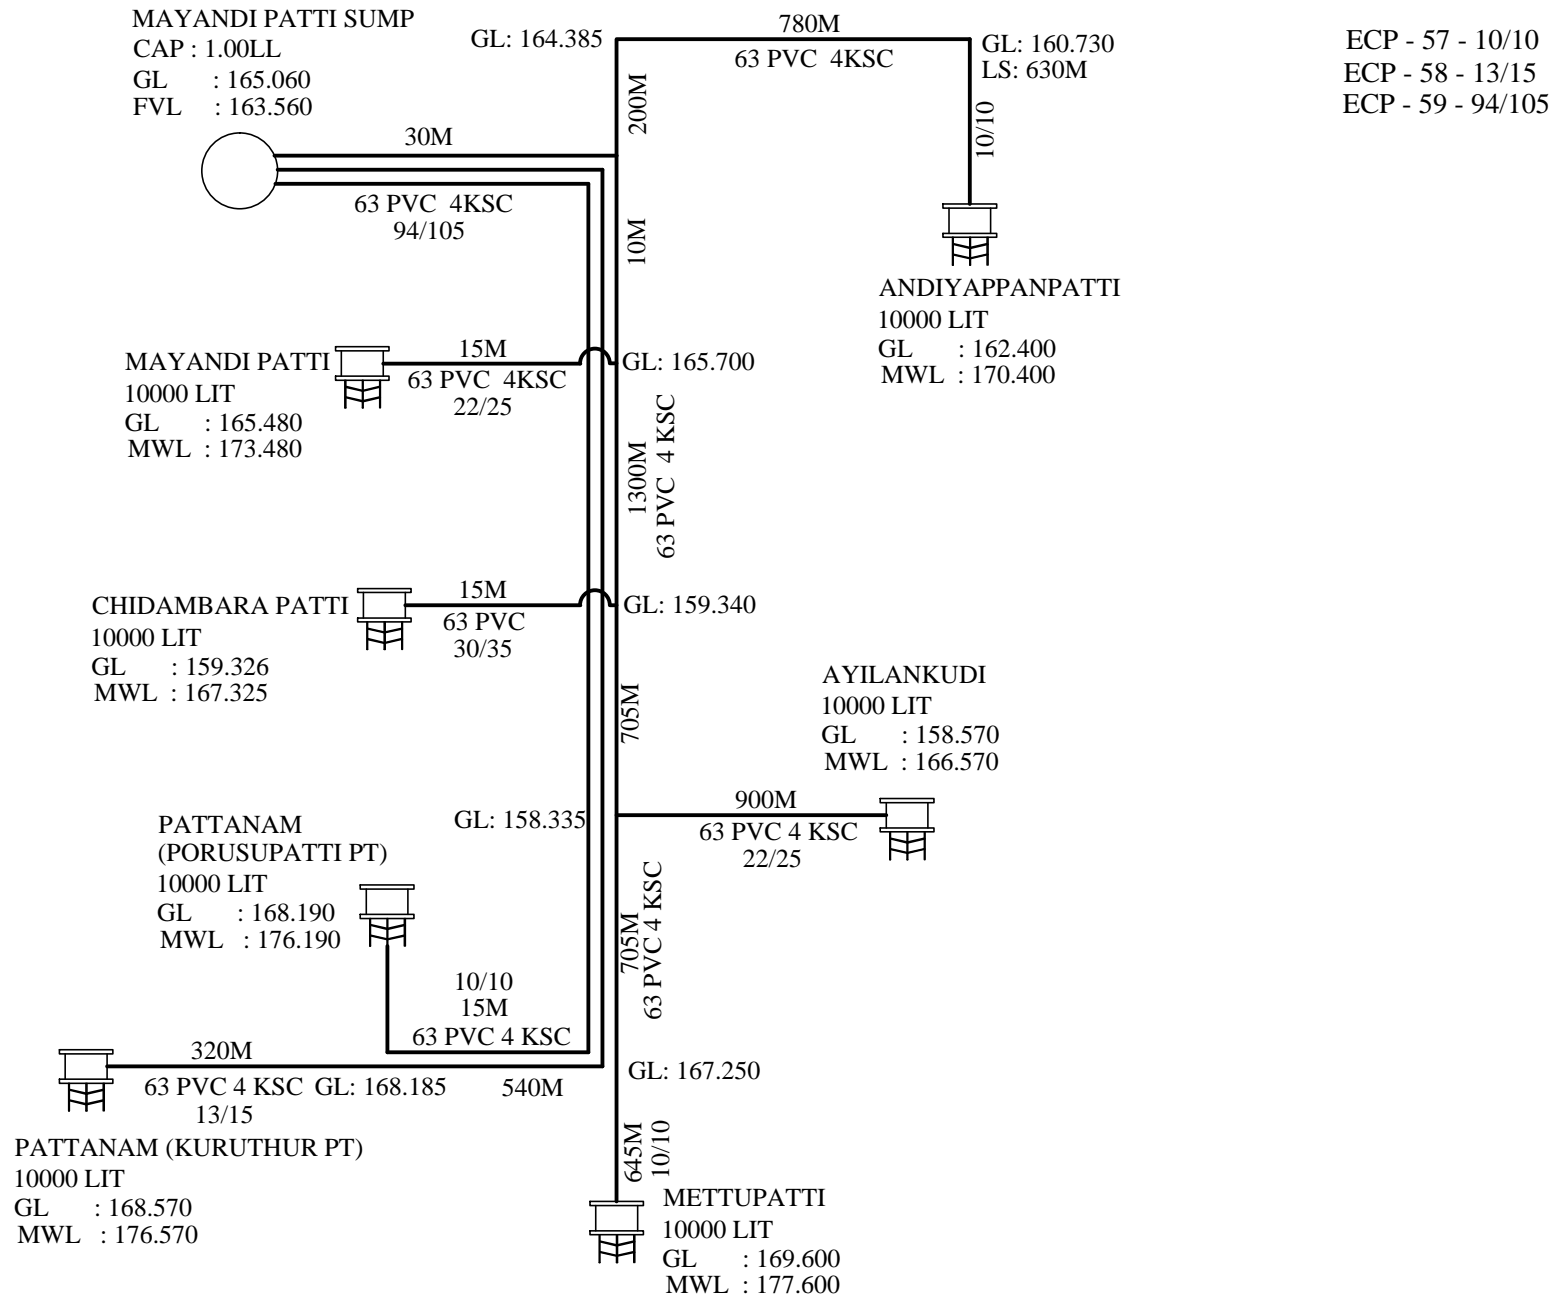 MAYANDI PATTI SUMP
CAP : 1.00LL
GL : 165.060
FVL : 163.560
GL: 164.385
780M
63 PVC 4KSC
GL: 160.730
LS: 630M
ECP - 57 - 10/10
ECP - 58 - 13/15
ECP - 59 - 94/105
200M
10/10
30M
63 PVC 4KSC
94/105
10M
ANDIYAPPANPATTI
10000 LIT
GL : 162.400
MWL : 170.400
MAYANDI PATTI
10000 LIT
GL : 165.480
MWL : 173.480
15M
63 PVC 4KSC
22/25
GL: 165.700
1300M
63 PVC 4 KSC
CHIDAMBARA PATTI
10000 LIT
GL : 159.326
MWL : 167.325
15M
63 PVC
30/35
GL: 159.340
705M
AYILANKUDI
10000 LIT
GL : 158.570
MWL : 166.570
GL: 158.335
900M
63 PVC 4 KSC
22/25
PATTANAM
(PORUSUPATTI PT)
10000 LIT
GL : 168.190
MWL : 176.190
705M
63 PVC 4 KSC
10/10
15M
63 PVC 4 KSC
320M
63 PVC 4 KSC
13/15
GL: 168.185
540M
GL: 167.250
PATTANAM (KURUTHUR PT)
10000 LIT
GL : 168.570
MWL : 176.570
645M
10/10
METTUPATTI
10000 LIT
GL : 169.600
MWL : 177.600